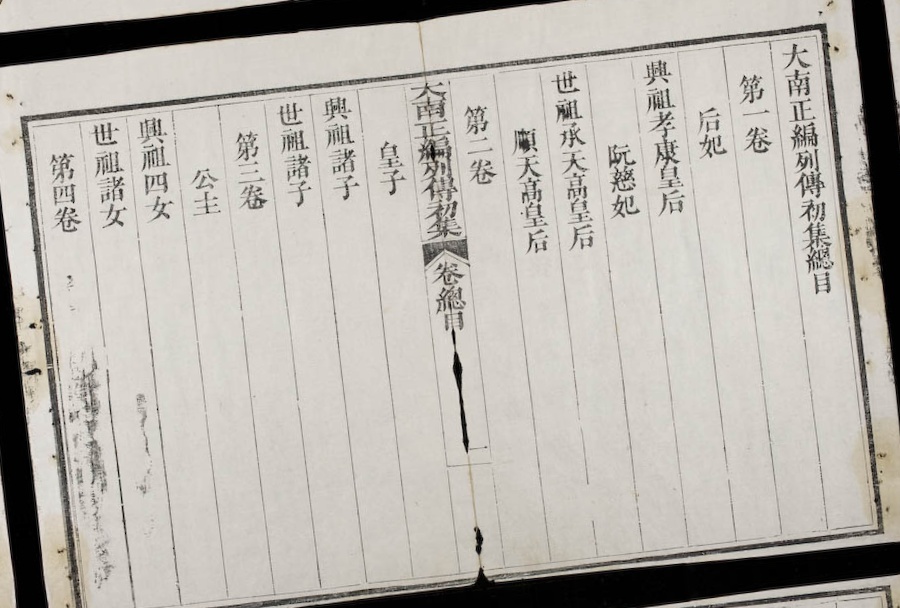 大南正編列傳初集總目
第一卷
后妃
興祖孝康皇后
阮慈妃
世祖承天高皇后
順天高皇后
第二卷
大南正編列傳初集 卷總目
皇子
興祖諸子
世祖諸子
第三卷
公主
興祖四女
世祖諸女
第四卷